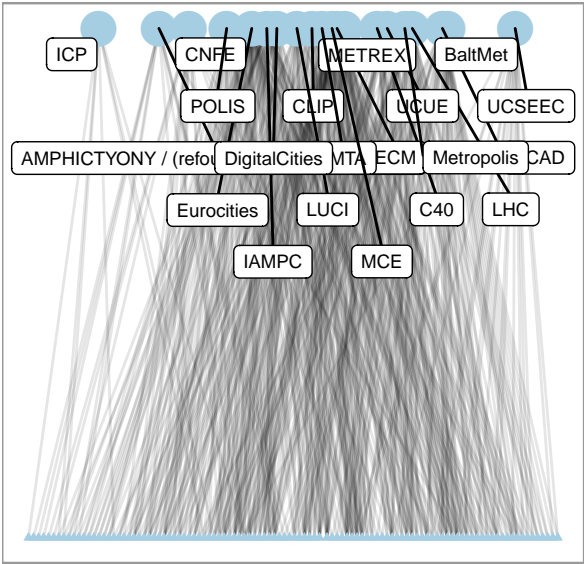 ICP
CNFE
METREX
BaltMet
POLIS
CLIP
UCUE
UCSEEC
AMPHICTYONY / (refou
DigitalCities
MTA
ECM
Metropolis
CAD
Eurocities
LUCI
C40
LHC
IAMPC
MCE